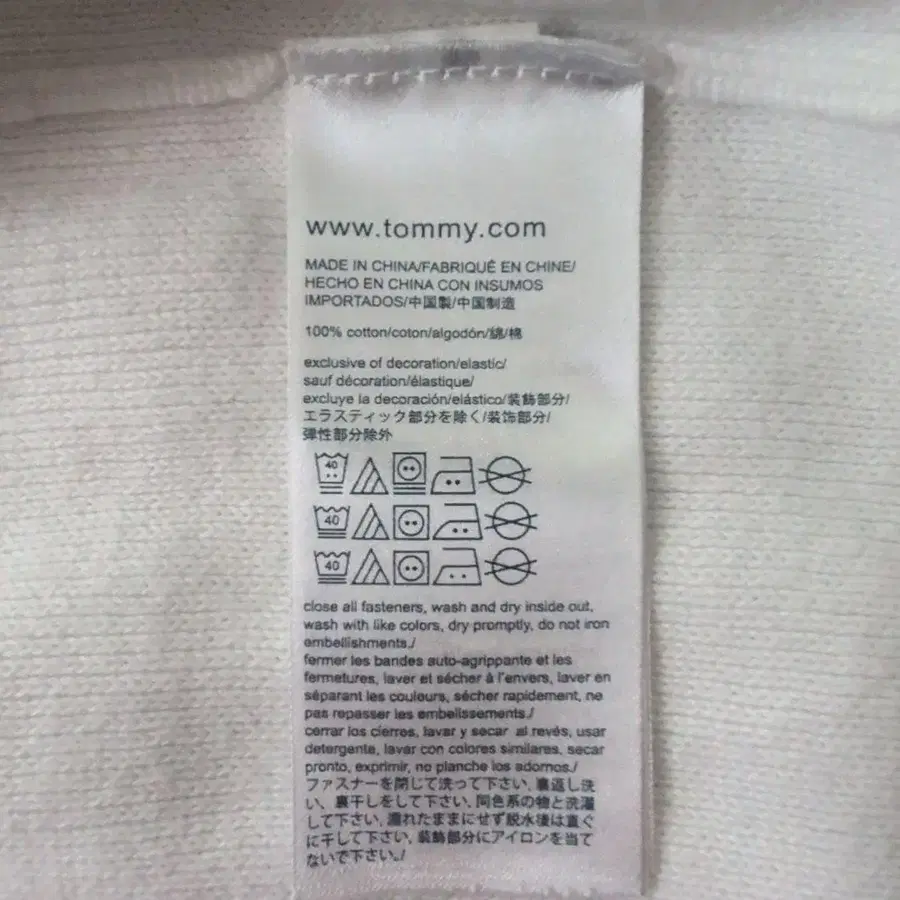 www.tommy.com
MADE IN CHINA/FABRIQUÉ EN CHINE/
HECHO EN CHINA CON INSUMOS
IMPORTADOS/中国製/中国制造
100% cotton/coton/algodón/綿/棉
exclusive of decoration/elastic/
sauf décoration/élastique/
excluye la decoración/elástico/装飾部分/
エラスティック部分を除く/装饰部分/
弹性部分除外
40
40
40
close all fasteners, wash and dry inside out,
wash with like colors, dry promptly, do not iron
embellishments./
fermer les bandes auto-agrippante et les
fermetures, laver et sécher à l'envers, laver en
séparant les couleurs, sécher rapidement, ne
pas repasser les embelissements./
cerrar los cierres, lavar y secar al revés, usar
detergente, lavar con colores similares, secar
pronto, exprimir, no planche los adornos./
ファスナーを閉じて洗って下さい, 裏返し洗
い、裏干しをして下さい, 同色系の物と洗濯
して下さい, 濡れたままにせず脱水後は直ぐ
に干して下さい, 装飾部分にアイロンを当て
ないで下さい./